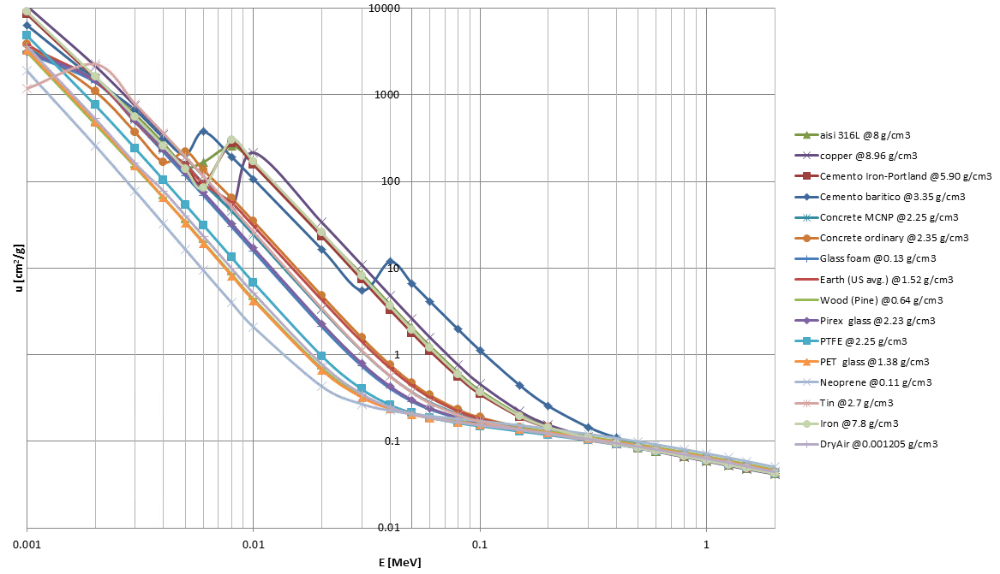 10000
1000
100
10
1
0.1
0.01
u [cm²/g]
0.001
0.01
0.1
1
E [MeV]
aisi 316L @8 g/cm3
copper @8.96 g/cm3
Cemento Iron-Portland @5.90 g/cm3
Cemento baritico @3.35 g/cm3
Concrete MCNP @2.25 g/cm3
Concrete ordinary @2.35 g/cm3
Glass foam @0.13 g/cm3
Earth (US avg.) @1.52 g/cm3
Wood (Pine) @0.64 g/cm3
Pirex glass @2.23 g/cm3
PTFE @2.25 g/cm3
PET glass @1.38 g/cm3
Neoprene @0.11 g/cm3
Tin @2.7 g/cm3
Iron @7.8 g/cm3
DryAir @0.001205 g/cm3